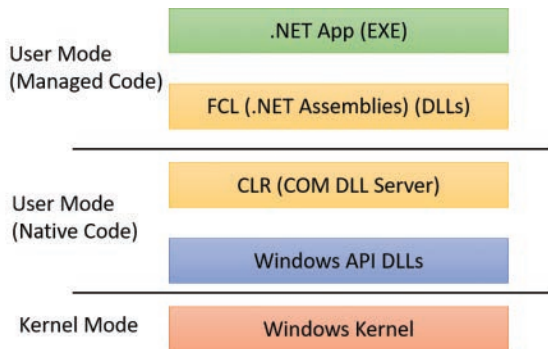 .NET App (EXE)
User Mode
(Managed Code)
FCL (.NET Assemblies) (DLLs)
CLR (COM DLL Server)
User Mode
(Native Code)
Windows API DLLs
Kernel Mode
Windows Kernel